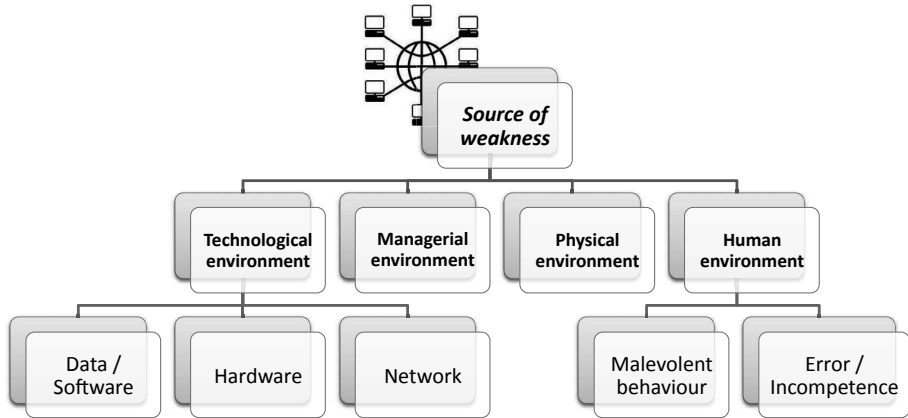 Source of
weakness
Technological
environment
Managerial
environment
Physical
environment
Human
environment
Data /
Software
Hardware
Network
Malevolent
behaviour
Error /
Incompetence